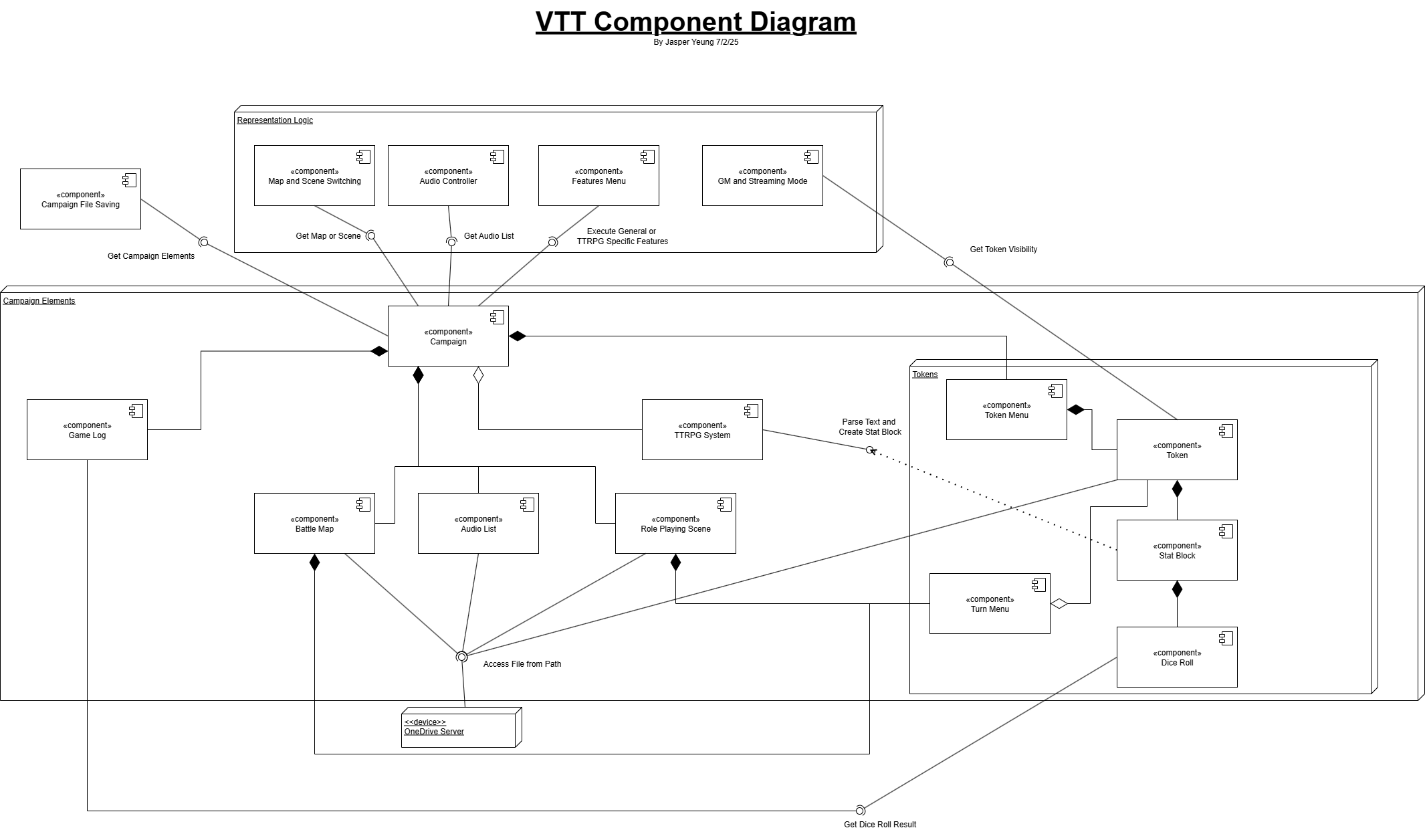 VTT Component Diagram
By Jasper Yeung 7/2/25
Representation Logic
«component»
Map and Scene Switching
«component»
Audio Controller
«component»
Features Menu
«component»
GM and Streaming Mode
«component»
Campaign File Saving
Get Campaign Elements
Get Map or Scene
Get Audio List
Execute General or
TTRPG Specific Features
Get Token Visibility
Campaign Elements
«component»
Campaign
«component»
Game Log
«component»
TTRPG System
Parse Text and
Create Stat Block
Tokens
«component»
Token Menu
«component»
Token
«component»
Battle Map
«component»
Audio List
«component»
Role Playing Scene
«component»
Stat Block
«component»
Turn Menu
«component»
Dice Roll
Access File from Path
<<device>>
OneDrive Server
Get Dice Roll Result